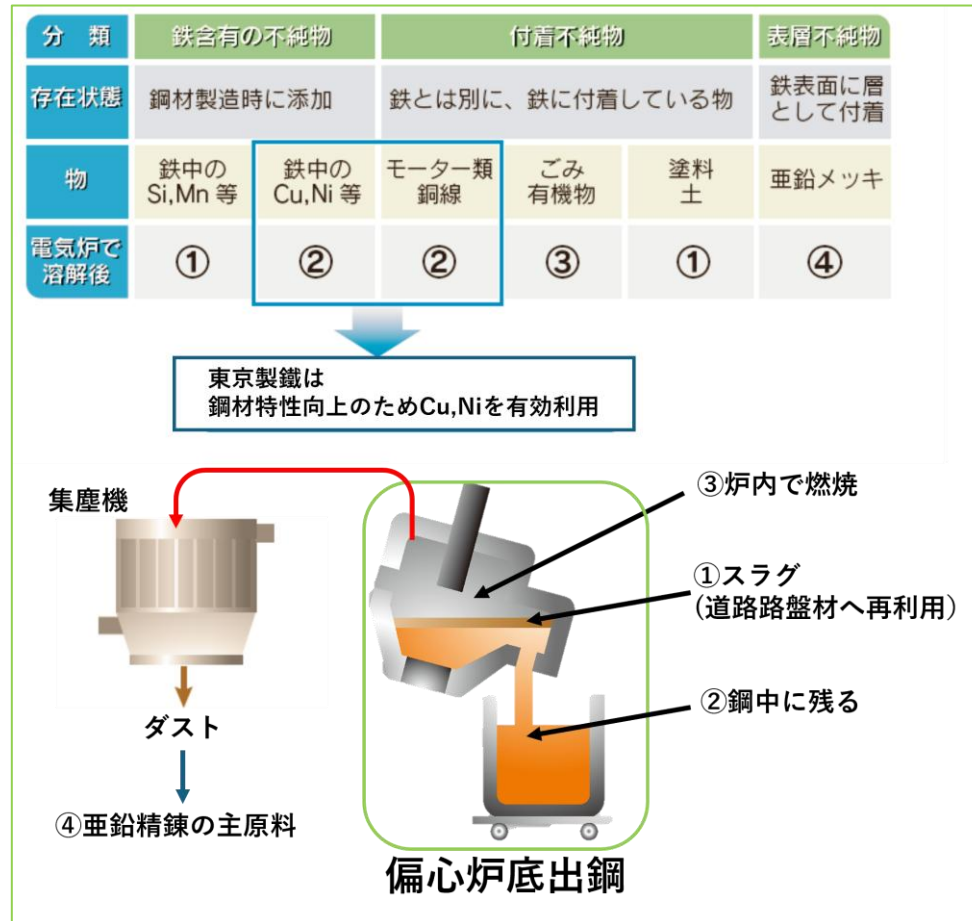 分 類 鉄含有の不純物 付着不純物 表層不純物
存在状態 鋼材製造時に添加 鉄とは別に、鉄に付着している物 鉄表面に層
として付着
物 鉄中の
Si,Mn 等 鉄中の
Cu,Ni 等 モーター類
銅線 ごみ
有機物 塗料
土 亜鉛メッキ
電気炉で
溶解後 ① ② ② ③ ① ④
東京製鐵は
鋼材特性向上のためCu,Niを有効利用
集塵機
③炉内で燃焼
①スラグ
(道路路盤材へ再利用)
②鋼中に残る
ダスト
④亜鉛精錬の主原料
偏心炉底出鋼